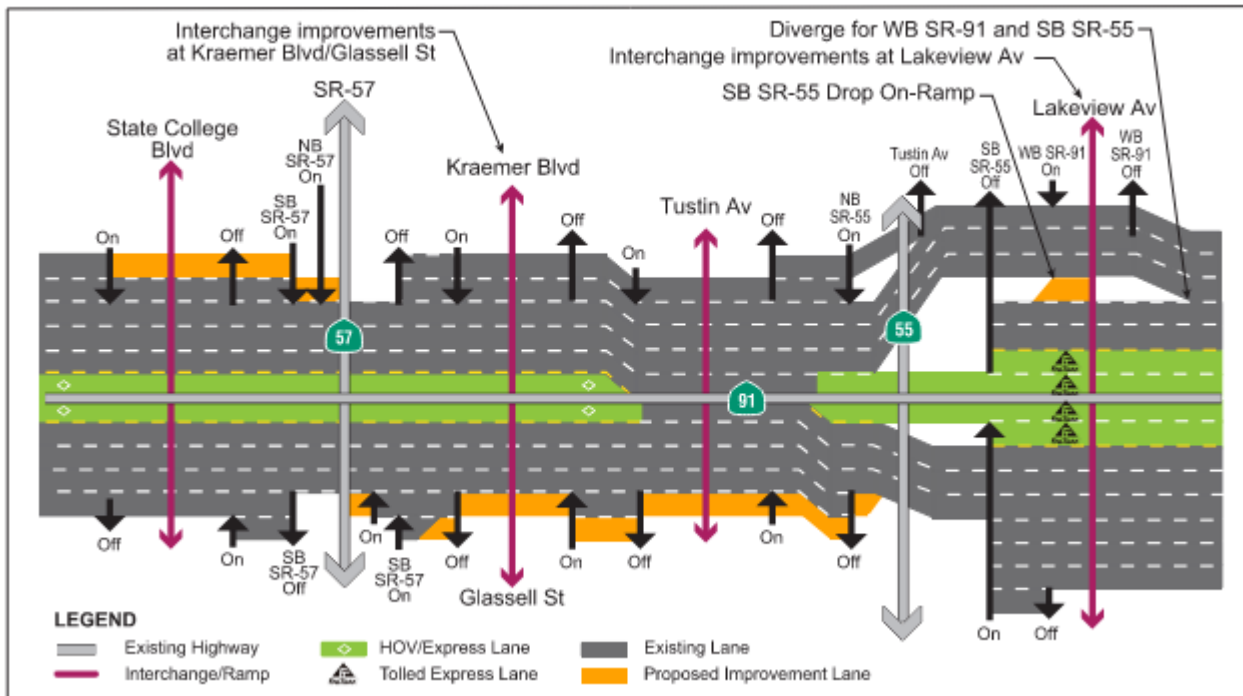 Interchange improvements
at Kraemer Blvd/Glassell St
Diverge for WB SR-91 and SB SR-55
Interchange improvements at Lakeview Av
SB SR-55 Drop On-Ramp
SR-57
State College
Blvd
NB
SR-57
On
Kraemer Blvd
Lakeview Av
Tustin Av
Off
SB
SR-55
Off
WB SR-91
On
WB
SR-91
Off
SB
SR-57
On
Tustin Av
NB
SR-55
On
On
Off
Off
On
Off
On
Off
57
55
91
Off
On
SB
SR-57
Off
On
SB
SR-57
On
Off
On
Off
On
Off
On
Off
Glassell St
LEGEND
Existing Highway
HOV/Express Lane
Existing Lane
Interchange/Ramp
Tolled Express Lane
Proposed Improvement Lane